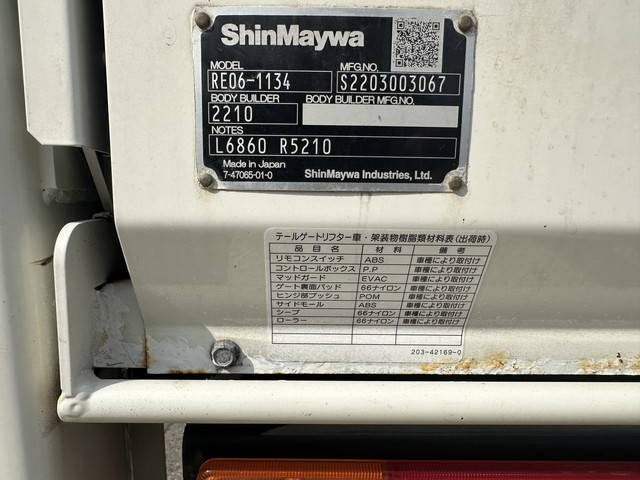 ShinMaywa
MODEL MFG.NO.
RE06-1134 S2203003067
BODY BUILDER BODY BUILDER MFG.NO.
2210
NOTES
L6860 R5210
Made in Japan
7-47065-01-0 ShinMaywa Industries, Ltd.
テールゲートリフター車・架装物樹脂類材料表(出荷時)
品名 材料 備考
リモコンスイッチ ABS 車種により取付け
コントロールボックス P.P 車種により取付け
マッドガード EVAC 車種により取付け
ゲート裏面パッド 66ナイロン 車種により取付け
ヒンジ部ブッシュ POM 車種により取付け
サイドモール ABS 車種により取付け
シーブ 66ナイロン 車種により取付け
ローラー 66ナイロン 車種により取付け
203-42169-0